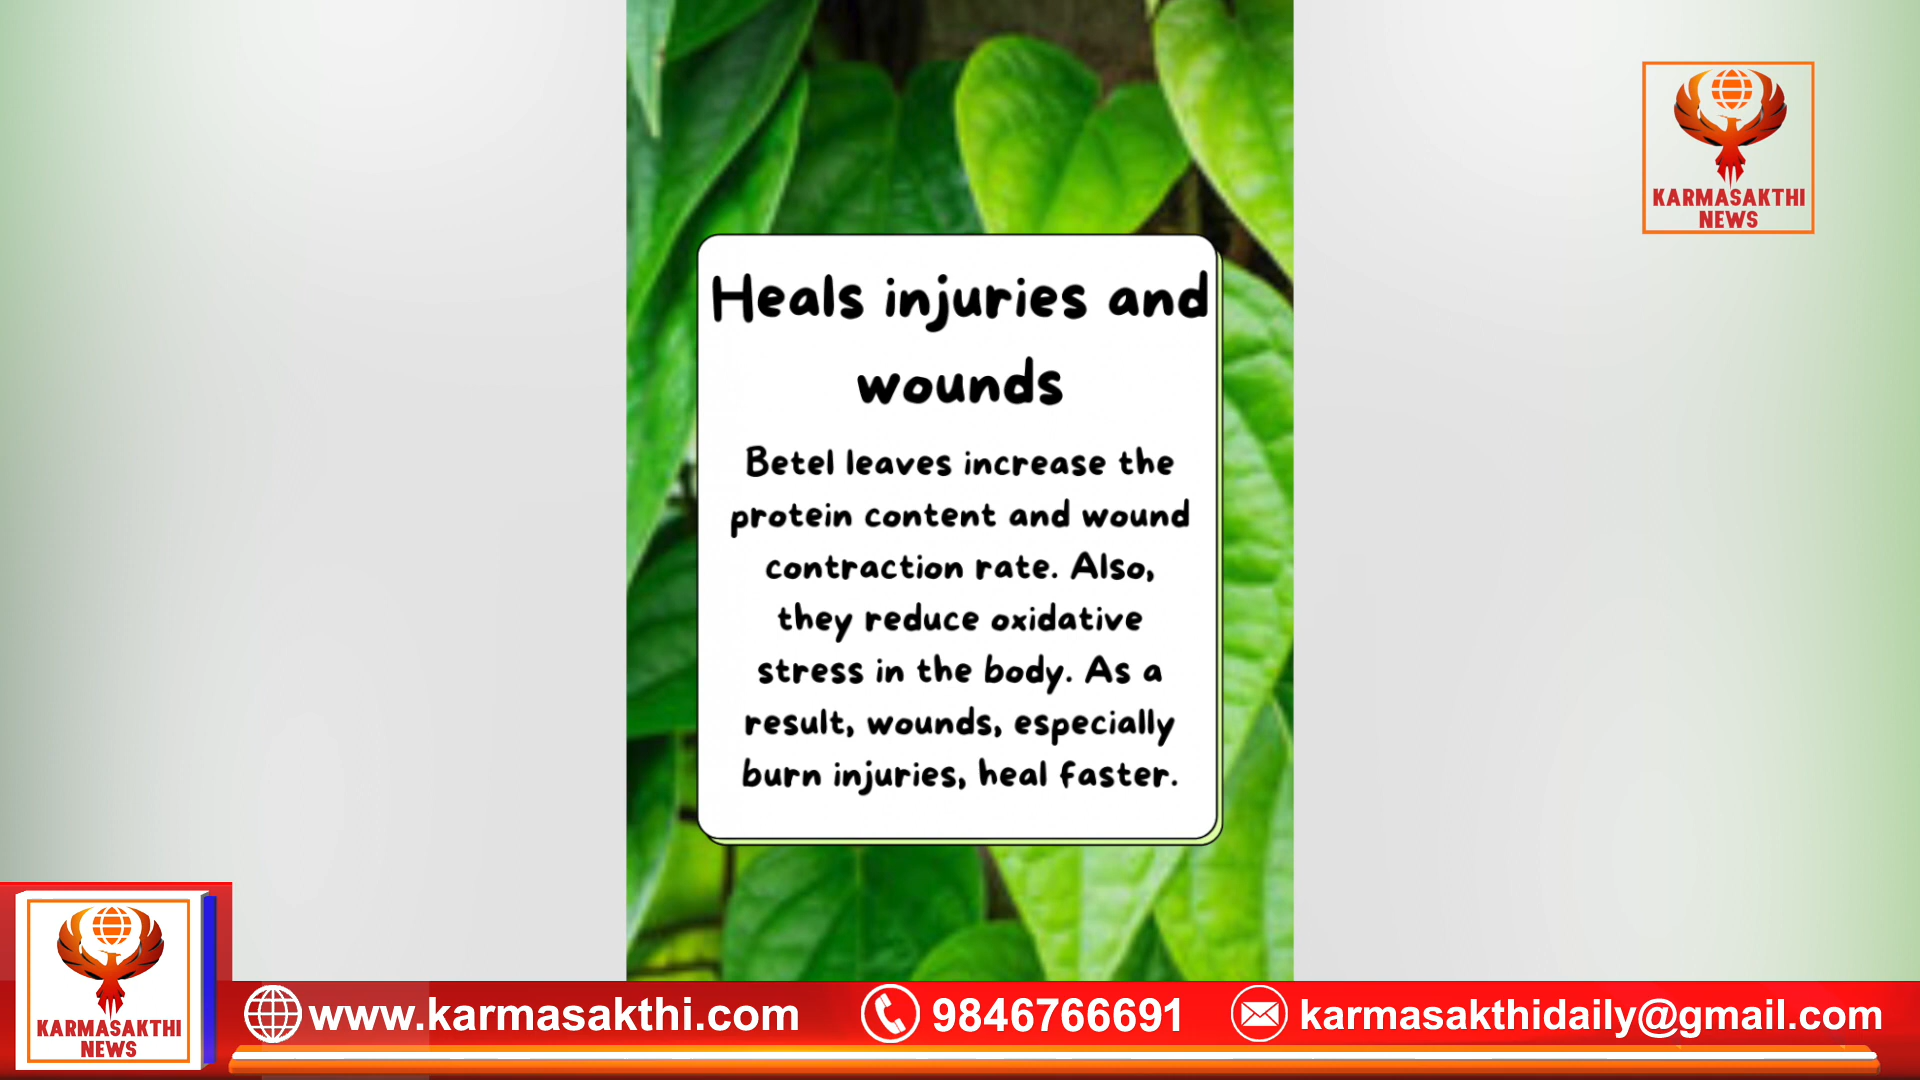 KARMASAKTHI
NEWS
Heals injuries and
wounds
Betel leaves increase the
protein content and wound
contraction rate. Also,
they reduce oxidative
stress in the body. As a
result, wounds, especially
burn injuries, heal faster.
KARMASAKTHI
NEWS
www.karmasakthi.com
9846766691
karmasakthidaily@gmail.com